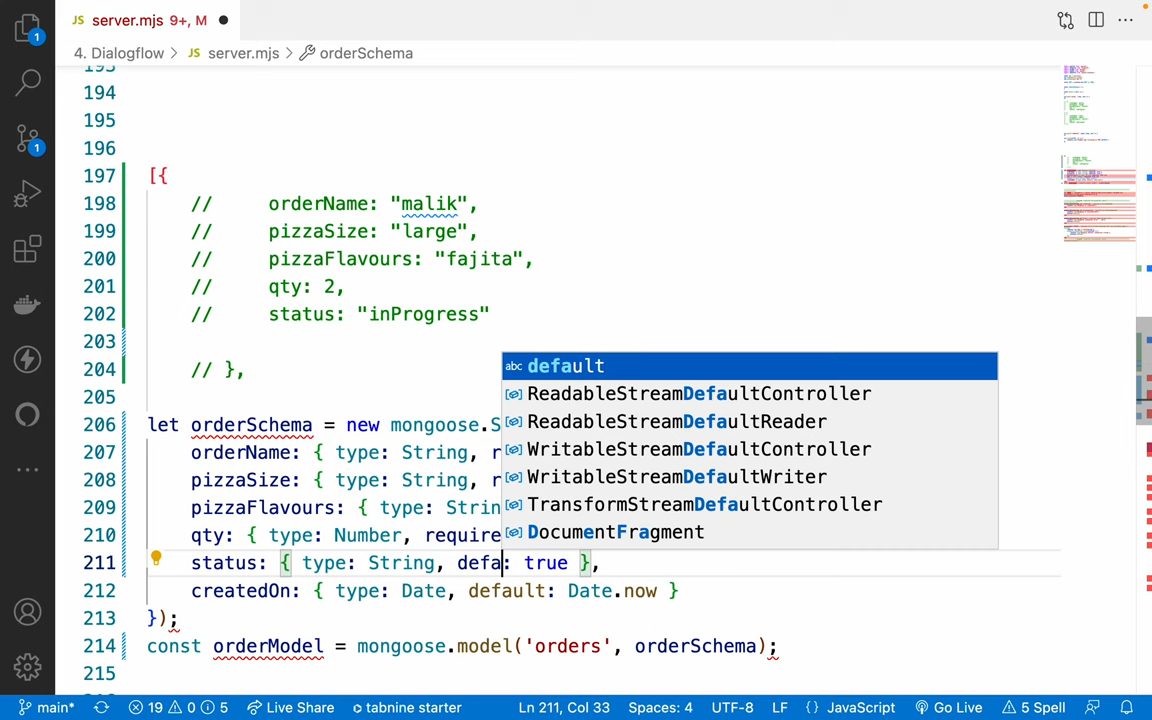 JS server.mjs 9+, M
4. Dialogflow > JS server.mjs > orderSchema
193
194
195
196
197 [{
198 // orderName: "malik",
199 // pizzaSize: "large",
200 // pizzaFlavours: "fajita",
201 // qty: 2,
202 // status: "inProgress"
203
204 // },
205
206 let orderSchema = new mongoose.S
207 orderName: { type: String, r
208 pizzaSize: { type: String, r
209 pizzaFlavours: { type: Strin
210 qty: { type: Number, require
211 status: { type: String, defa: true },
212 createdOn: { type: Date, default: Date.now }
213 });
214 const orderModel = mongoose.model('orders', orderSchema);
215
abc default
ReadableStreamDefaultController
ReadableStreamDefaultReader
WritableStreamDefaultController
WritableStreamDefaultWriter
TransformStreamDefaultController
DocumentFragment
1
1
main* 19 0 5 Live Share tabnine starter Ln 211, Col 33 Spaces: 4 UTF-8 LF {} JavaScript Go Live 5 Spell